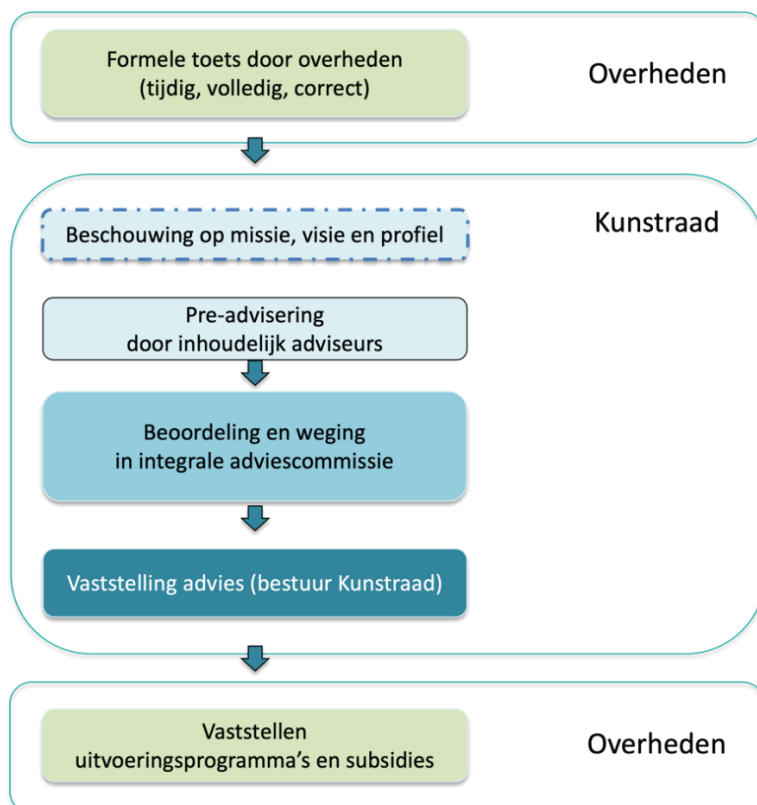 Formele toets door overheden
(tijdig, volledig, correct)
Overheden
Kunstraad
Beschouwing op missie, visie en profiel
Pre-advisering
door inhoudelijk adviseurs
Beoordeling en weging
in integrale adviescommissie
Vaststelling advies (bestuur Kunstraad)
Vaststellen
uitvoeringsprogramma’s en subsidies
Overheden